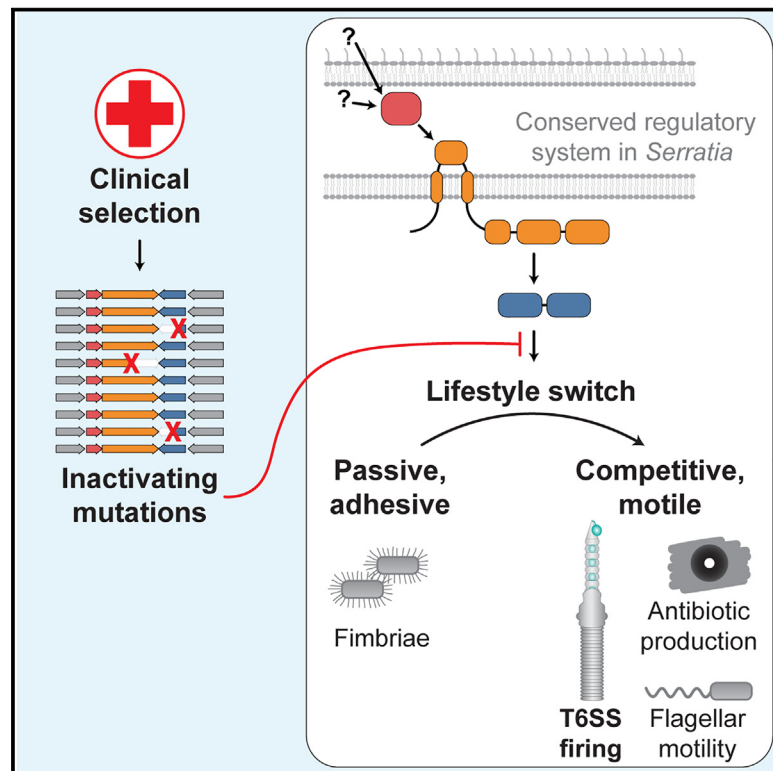 Clinical
selection
Inactivating
mutations
?
?
Conserved regulatory
system in Serratia
Lifestyle switch
Passive,
adhesive
Fimbriae
Competitive,
motile
T6SS
firing
Antibiotic
production
Flagellar
motility